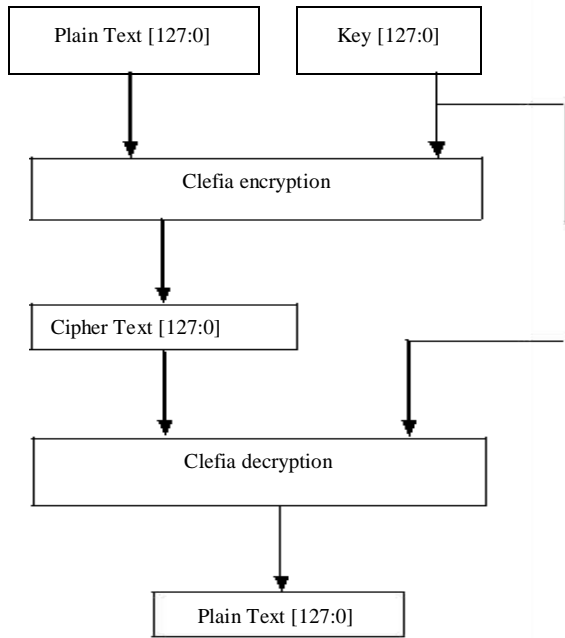 Plain Text [127:0]
Key [127:0]
Clefia encryption
Cipher Text [127:0]
Clefia decryption
Plain Text [127:0]